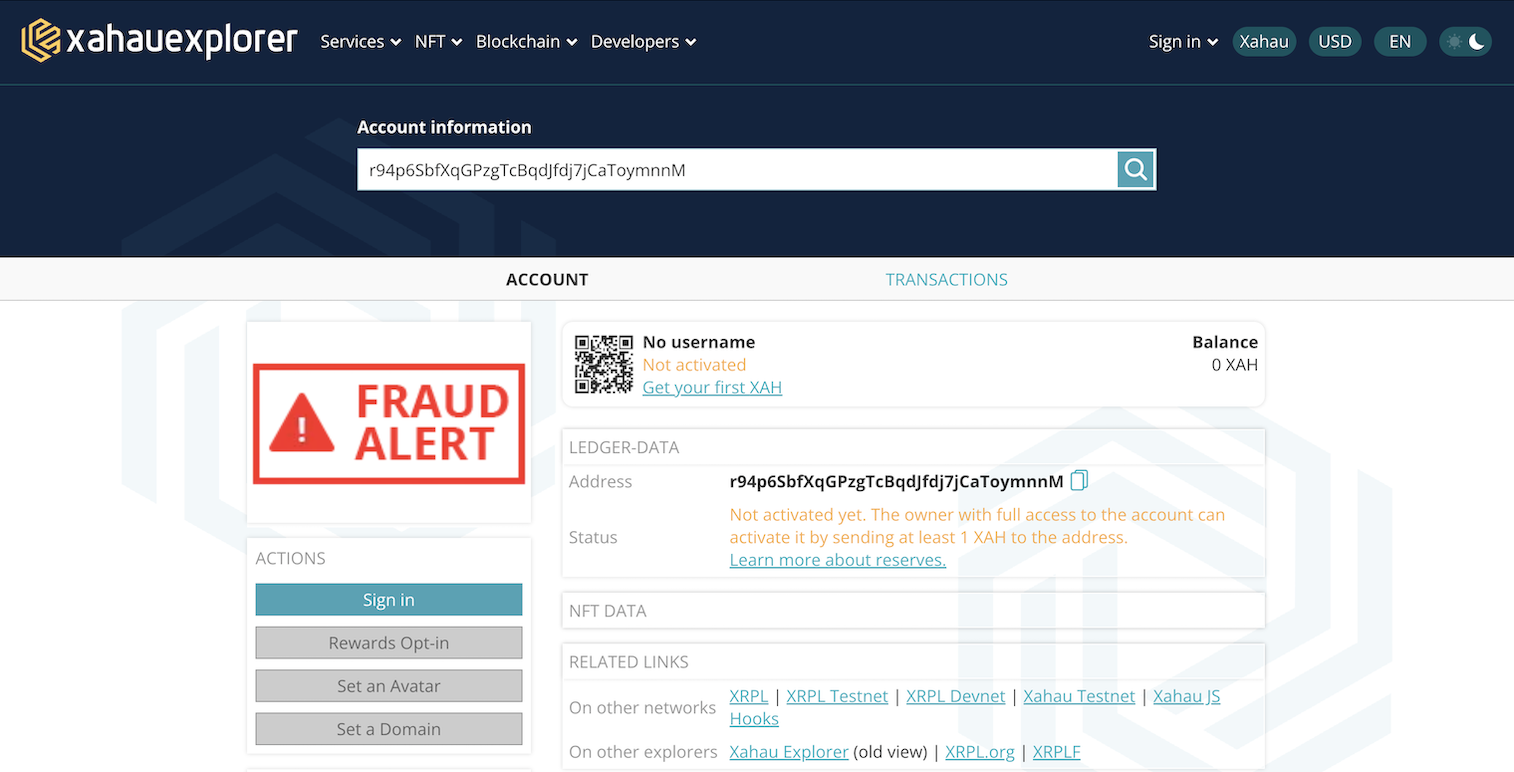 xahauexplorer Services NFT Blockchain Developers Sign in Xahau USD EN
Account information
r94p6SbfXqGPzgTcBqdJfdj7jCaToymnnM
ACCOUNT TRANSACTIONS
FRAUD
ALERT
No username Balance
Not activated 0 XAH
Get your first XAH
LEDGER-DATA
Address r94p6SbfXqGPzgTcBqdJfdj7jCaToymnnM
Status Not activated yet. The owner with full access to the account can
activate it by sending at least 1 XAH to the address.
Learn more about reserves.
ACTIONS
Sign in
Rewards Opt-in
Set an Avatar
Set a Domain
NFT DATA
RELATED LINKS
On other networks XRPL | XRPL Testnet | XRPL Devnet | Xahau Testnet | Xahau JS
Hooks
On other explorers Xahau Explorer (old view) | XRPL.org | XRPLF